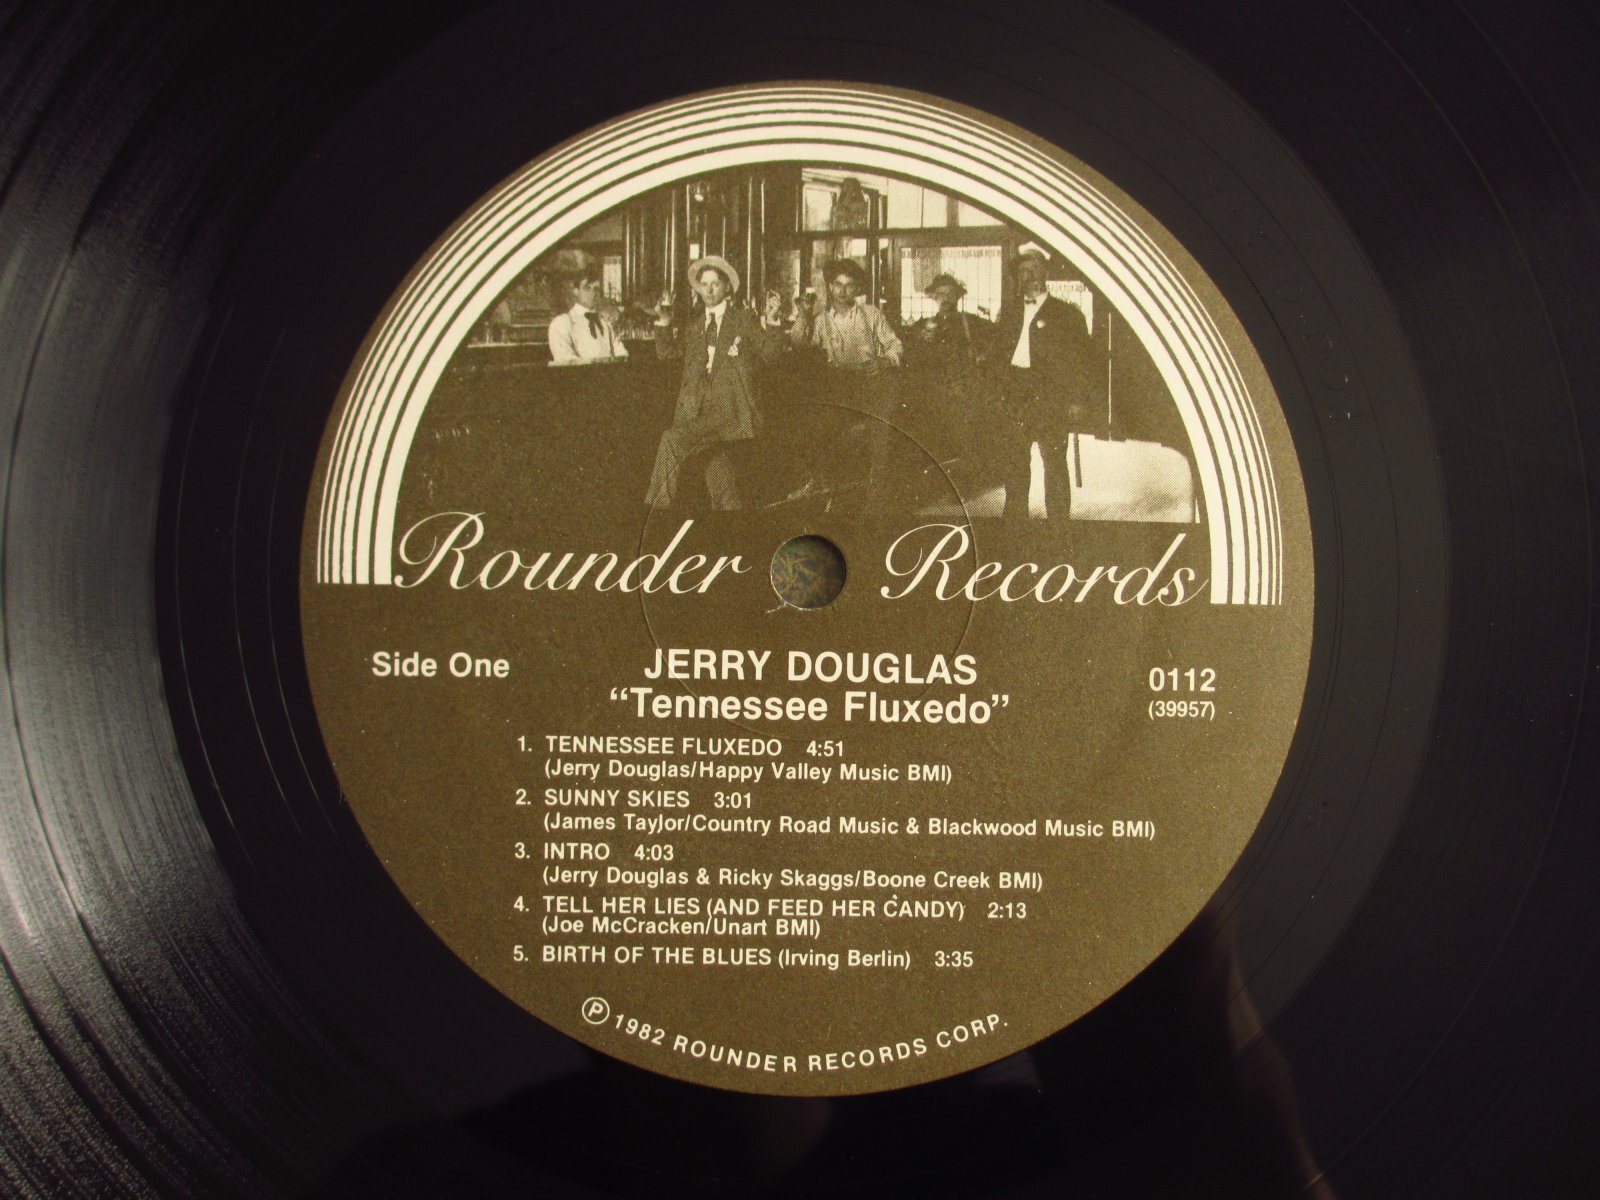 Rounder Records
Side One
JERRY DOUGLAS
“Tennessee Fluxedo”
0112
(39957)
1. TENNESSEE FLUXEDO 4:51
(Jerry Douglas/Happy Valley Music BMI)
2. SUNNY SKIES 3:01
(James Taylor/Country Road Music & Blackwood Music BMI)
3. INTRO 4:03
(Jerry Douglas & Ricky Skaggs/Boone Creek BMI)
4. TELL HER LIES (AND FEED HER CANDY) 2:13
(Joe McCracken/Unart BMI)
5. BIRTH OF THE BLUES (Irving Berlin) 3:35
℗ 1982 ROUNDER RECORDS CORP.